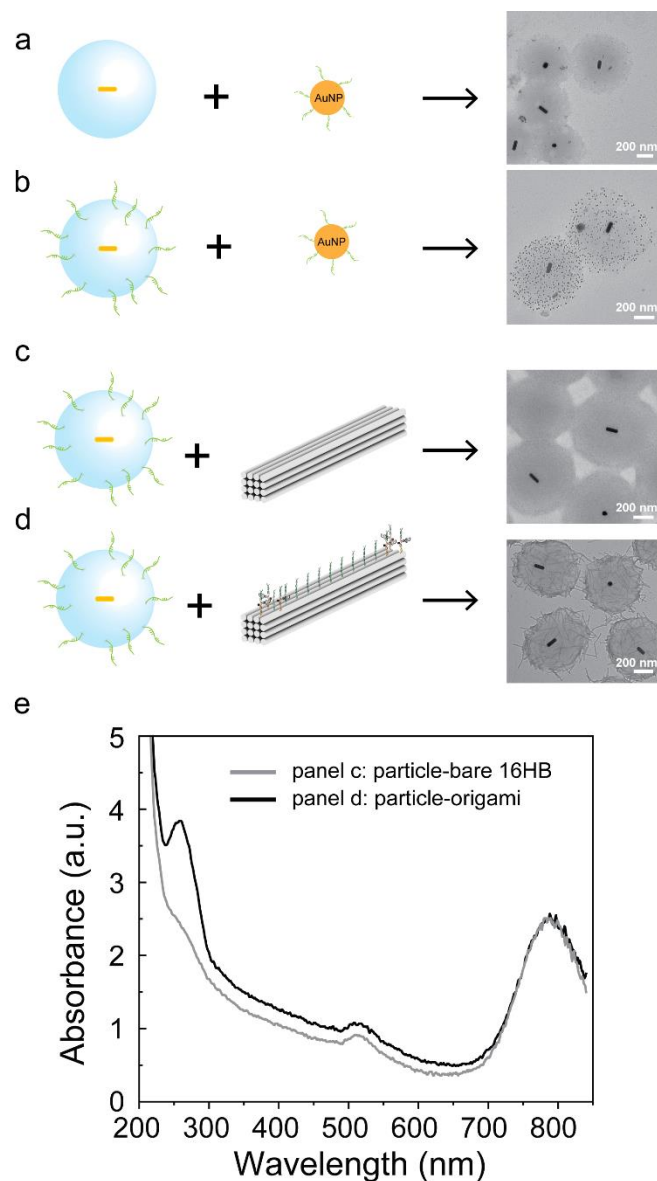 a
+
AuNP
200 nm
b
+
AuNP
200 nm
c
+
200 nm
d
+
200 nm
e
5
4
3
2
1
0
Absorbance (a.u.)
panel c: particle-bare 16HB
panel d: particle-origami
200 300 400 500 600 700 800
Wavelength (nm)